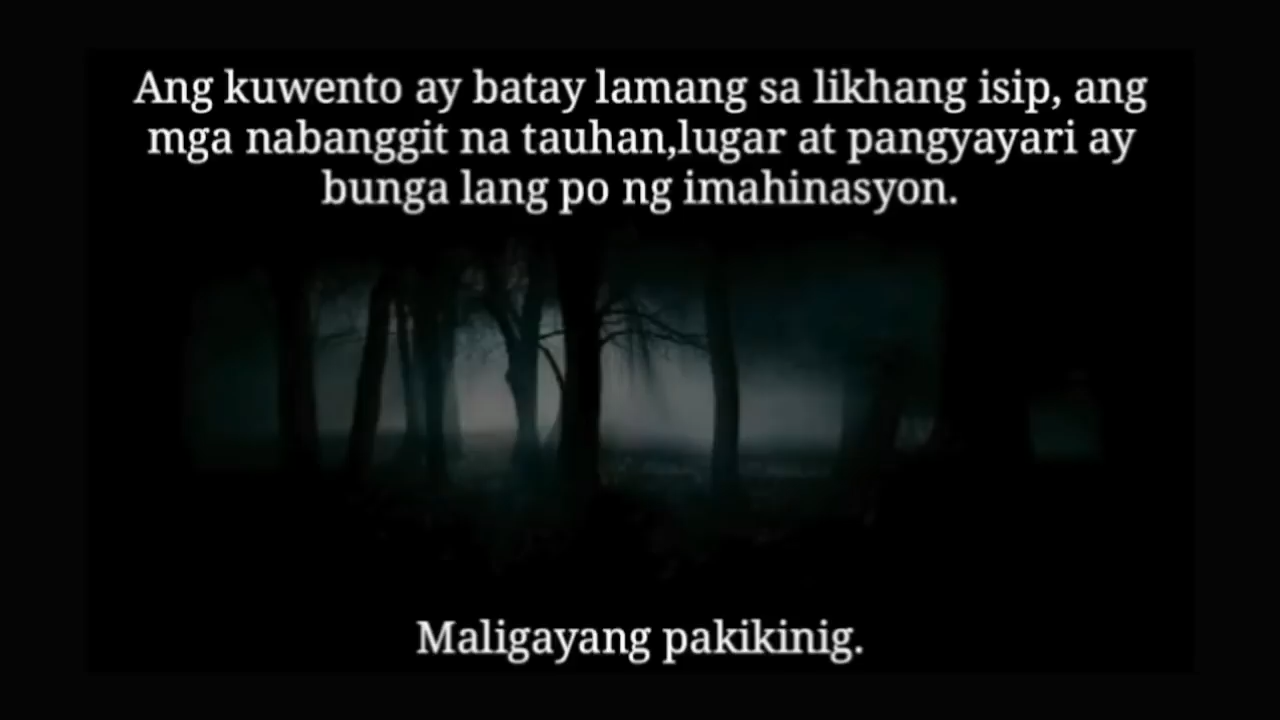 Ang kuwento ay batay lamang sa likhang isip, ang
mga nabanggit na tauhan,lugar at pangyayari ay
bunga lang po ng imahinasyon.
Maligayang pakikinig.